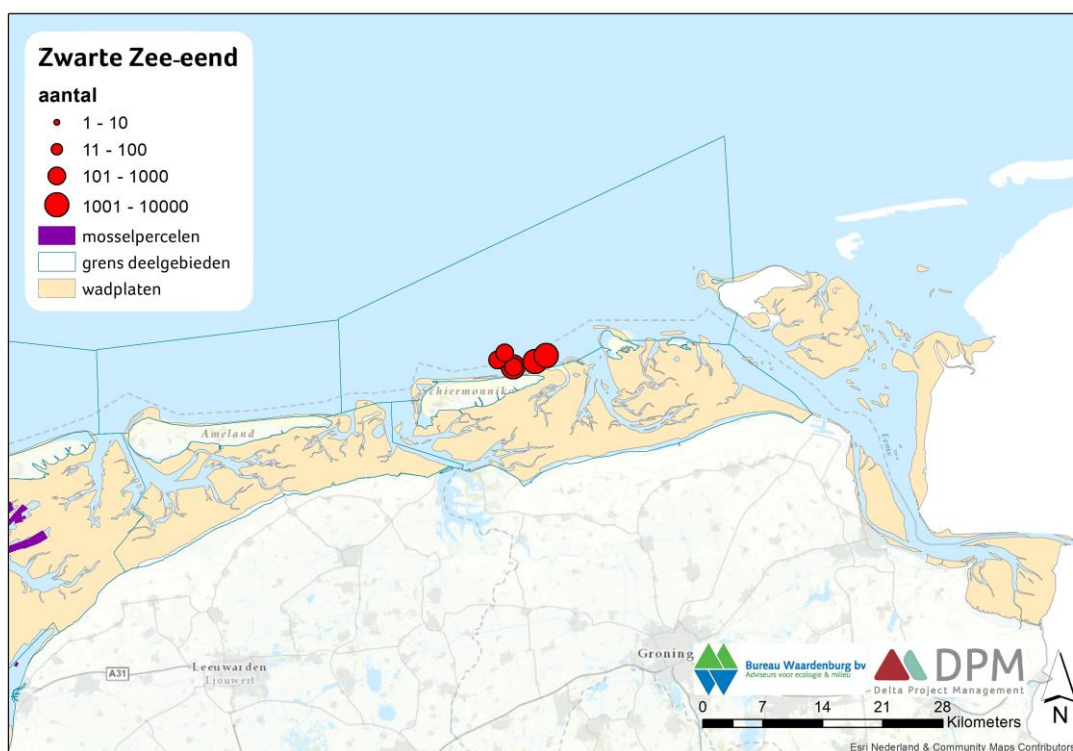 Zwarte Zee-eend
aantal
1 - 10
11 - 100
101 - 1000
1001 - 10000
mosselpercelen
grens deelgebieden
wadplaten
chiermonnik
Ameland
Eems
A31
Leeuwarden
Ljouwert
Groning
Bureau Waardenburg bv
Adviseurs voor ecologie & milieu
DPM
Delta Project Management
0 7 14 21 28
Kilometers
N
Esri Nederland & Community Maps Contributors